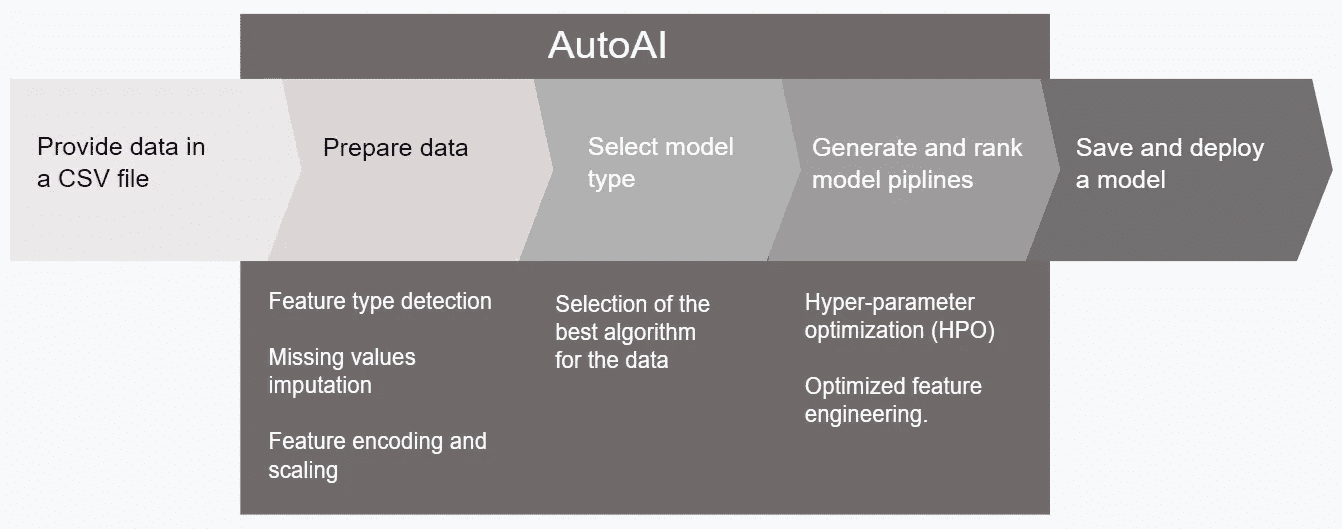 AutoAI
Provide data in
a CSV file
Prepare data
Select model
type
Generate and rank
model piplines
Save and deploy
a model
Feature type detection
Missing values
imputation
Feature encoding and
scaling
Selection of the
best algorithm
for the data
Hyper-parameter
optimization (HPO)
Optimized feature
engineering.